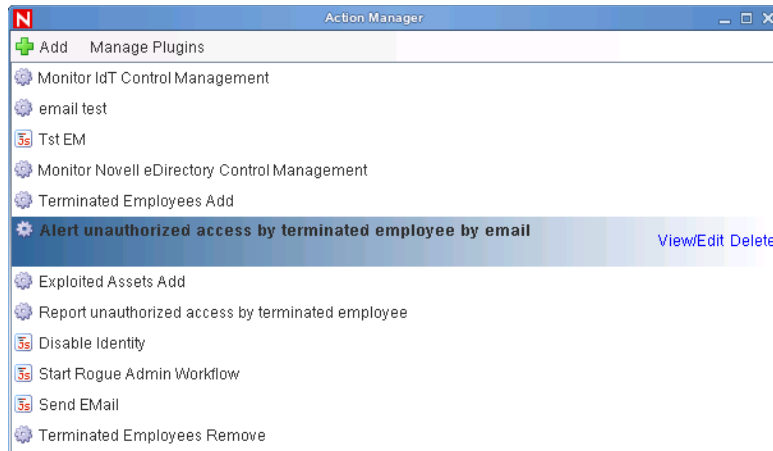 N Action Manager
Add Manage Plugins
Monitor IdT Control Management
email test
Js Tst EM
Monitor Novell eDirectory Control Management
Terminated Employees Add
Alert unauthorized access by terminated employee by email View/Edit Delete
Exploited Assets Add
Report unauthorized access by terminated employee
Js Disable Identity
Js Start Rogue Admin Workflow
Js Send EMail
Terminated Employees Remove